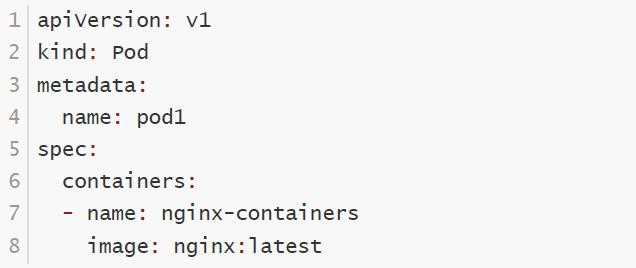 1 apiVersion: v1
2 kind: Pod
3 metadata:
4   name: pod1
5 spec:
6   containers:
7   - name: nginx-containers
8     image: nginx:latest